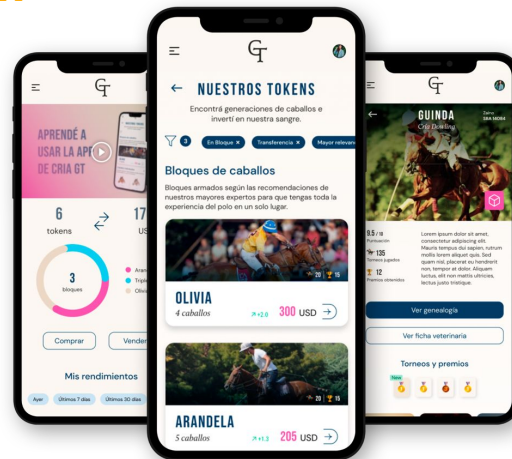 GT
APRENDÉ A
USAR LA APP
DE CRIA GT
6
tokens
17
3
bloques
Comprar
Vender
Mis rendimientos
Ayer
Últimos 7 días
Últimos 30 días
GT
NUESTROS TOKENS
Encontrá generaciones de caballos e
invertí en nuestra sangre.
3
En Bloque ×
Transferencia ×
Mayor
Bloques de caballos
Bloques armados según las recomendaciones de
nuestros mayores expertos para que tengas toda la
experiencia del polo en un solo lugar.
20 15
OLIVIA
4 caballos
+2.0
300 USD
20 15
ARANDELA
5 caballos
+1.3
205 USD
GT
GUINDA
Cría Dowling
Zaino
9.5 / 10
Puntuación
135
Torneos jugados
12
Premios obtenidos
Lorem ipsum dolor sit amet,
consectetur adipiscing elit.
Mauris tempus dui sapien, rutrum
mollis lorem aliquet quis. Sed
quam nisl, placerat eu hendrerit
non, tempor at dolor. Aliquam
luctus, elit non mattis ultricies,
lectus justo tristique.
Ver genealogía
Ver ficha veterinaria
Torneos y premios
New